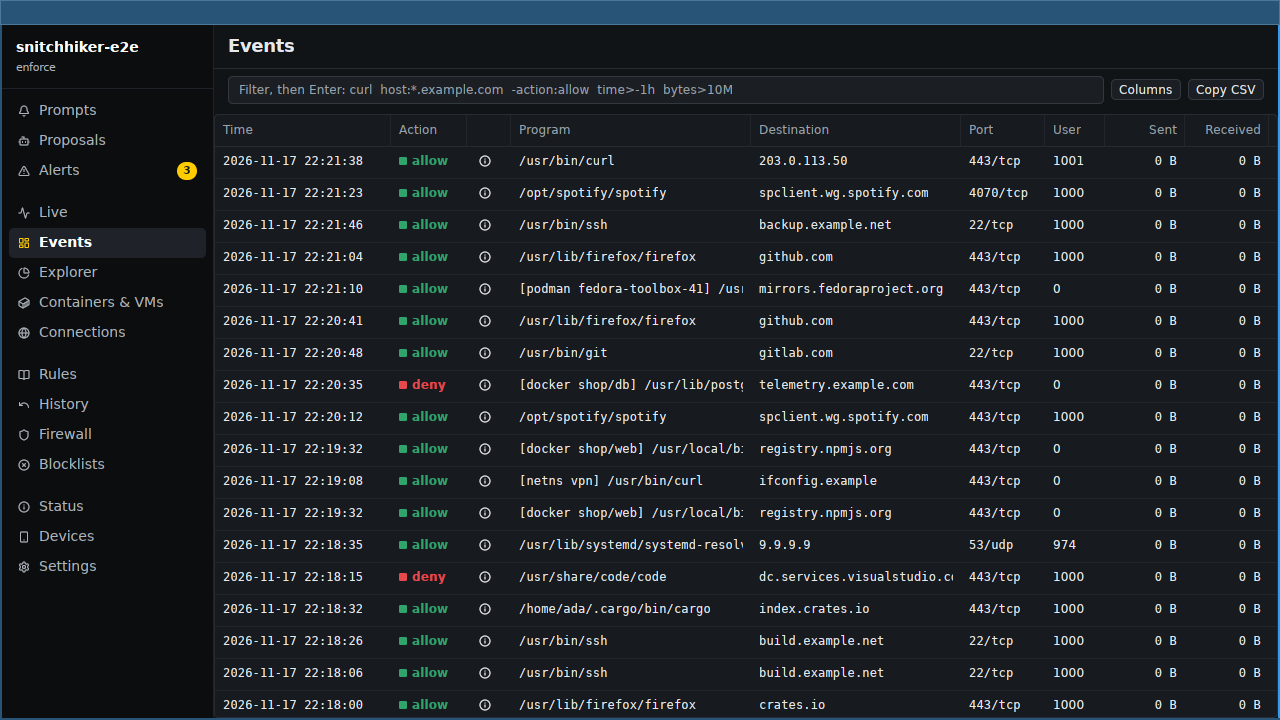 snitchhiker-e2e
enforce
Prompts
Proposals
Alerts 3
Live
Events
Explorer
Containers & VMs
Connections
Rules
History
Firewall
Blocklists
Status
Devices
Settings
Events
Filter, then Enter: curl host:*.example.com -action:allow time>-1h bytes>10M
Columns
Copy CSV
Time Action Program Destination Port User Sent Received
2026-11-17 22:21:38 allow /usr/bin/curl 203.0.113.50 443/tcp 1001 0 B 0 B
2026-11-17 22:21:23 allow /opt/spotify/spotify spclient.wg.spotify.com 4070/tcp 1000 0 B 0 B
2026-11-17 22:21:46 allow /usr/bin/ssh backup.example.net 22/tcp 1000 0 B 0 B
2026-11-17 22:21:04 allow /usr/lib/firefox/firefox github.com 443/tcp 1000 0 B 0 B
2026-11-17 22:21:10 allow [podman fedora-toolbox-41] /usr mirrors.fedoraproject.org 443/tcp 0 0 B 0 B
2026-11-17 22:20:41 allow /usr/lib/firefox/firefox github.com 443/tcp 1000 0 B 0 B
2026-11-17 22:20:48 allow /usr/bin/git gitlab.com 22/tcp 1000 0 B 0 B
2026-11-17 22:20:35 deny [docker shop/db] /usr/lib/postg telemetry.example.com 443/tcp 0 0 B 0 B
2026-11-17 22:20:12 allow /opt/spotify/spotify spclient.wg.spotify.com 443/tcp 1000 0 B 0 B
2026-11-17 22:19:32 allow [docker shop/web] /usr/local/bi registry.npmjs.org 443/tcp 0 0 B 0 B
2026-11-17 22:19:08 allow [netns vpn] /usr/bin/curl ifconfig.example 443/tcp 0 0 B 0 B
2026-11-17 22:19:32 allow [docker shop/web] /usr/local/bi registry.npmjs.org 443/tcp 0 0 B 0 B
2026-11-17 22:18:35 allow /usr/lib/systemd/systemd-resolv 9.9.9.9 53/udp 974 0 B 0 B
2026-11-17 22:18:15 deny /usr/share/code/code dc.services.visualstudio.co 443/tcp 1000 0 B 0 B
2026-11-17 22:18:32 allow /home/ada/.cargo/bin/cargo index.crates.io 443/tcp 1000 0 B 0 B
2026-11-17 22:18:26 allow /usr/bin/ssh build.example.net 22/tcp 1000 0 B 0 B
2026-11-17 22:18:06 allow /usr/bin/ssh build.example.net 22/tcp 1000 0 B 0 B
2026-11-17 22:18:00 allow /usr/lib/firefox/firefox crates.io 443/tcp 1000 0 B 0 B